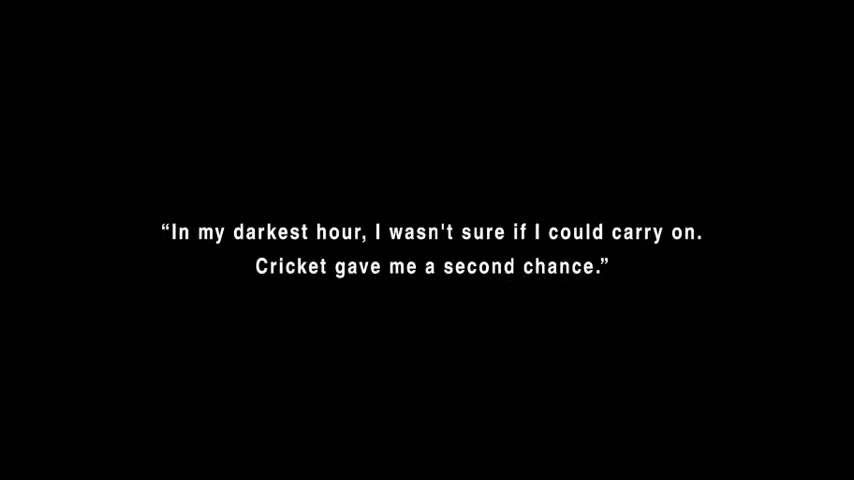 “In my darkest hour, I wasn't sure if I could carry on.
Cricket gave me a second chance.”